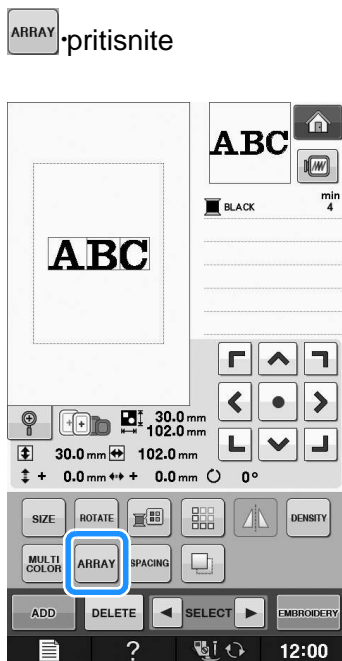 ARRAY
·pritisnite
ABC
ABC
BLACK
min
4
30.0 mm
102.0 mm
30.0 mm 102.0 mm
+ 0.0 mm + 0.0 mm 0°
SIZE
ROTATE
DENSITY
MULTI
COLOR
ARRAY
SPACING
ADD
DELETE
SELECT
EMBROIDERY
?
12:00